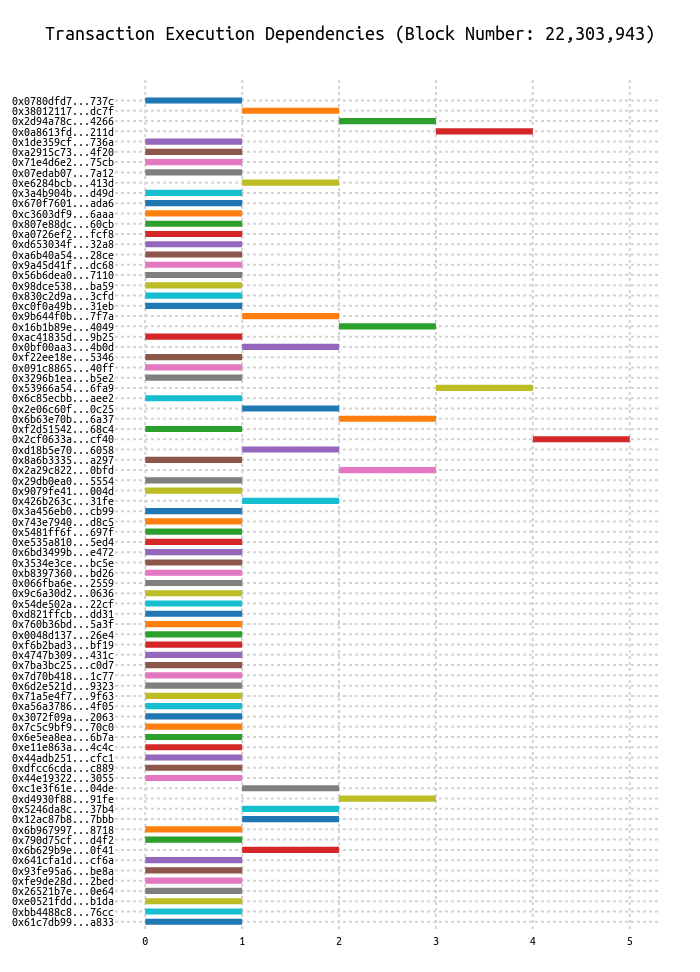 Transaction Execution Dependencies (Block Number: 22,303,943)
0x0780dfd7...737c
0x38012117...dc7f
0x2d94a78c...4266
0x0a8613fd...211d
0x1de359cf...736a
0xa2915c73...4f20
0x71e4d6e2...75cb
0x07edab07...7a12
0xe6284bcb...413d
0x3a4b904b...d49d
0x670f7601...ada6
0xc3603df9...6aaa
0x807e88dc...60cb
0xa0726ef2...fcf8
0xd653034f...32a8
0xa6b40a54...28ce
0x9a45d41f...dc68
0x56b6dea0...7110
0x98dce538...ba59
0x830c2d9a...3cfd
0xc0f0a49b...31eb
0x9b644f0b...7f7a
0x16b1b89e...4049
0xac41835d...9b25
0x0bf00aa3...4b0d
0xf22ee18e...5346
0x091c8865...40ff
0x3296b1ea...b5e2
0x53966a54...6fa9
0x6c85ecbb...aee2
0x2e06c60f...0c25
0x6b63e70b...6a37
0xf2d51542...68c4
0x2cf0633a...cf40
0xd18b5e70...6058
0x8a6b3335...a297
0x2a29c822...0bfd
0x29db0ea0...5554
0x9079fe41...004d
0x426b263c...31fe
0x3a456eb0...cb99
0x743e7940...d8c5
0x5481ff6f...697f
0xe535a810...5ed4
0x6bd3499b...e472
0x3534e3ce...bc5e
0xb8397360...bd26
0x066fba6e...2559
0x9c6a30d2...0636
0x54de502a...22cf
0xd821ffcb...dd31
0x760b36bd...5a3f
0x0048d137...26e4
0xf6b2bad3...bf19
0x4747b309...431c
0x7ba3bc25...c0d7
0x7d70b418...1c77
0x6d2e521d...9323
0x71a5e4f7...9f63
0xa56a3786...4f05
0x3072f09a...2063
0x7c5c9bf9...70c0
0x6e5ea8ea...6b7a
0xe11e863a...4c4c
0x44adb251...cfc1
0xdfcc6cda...c889
0x44e19322...3055
0xc1e3f61e...04de
0xd4930f88...91fe
0x5246da8c...37b4
0x12ac87b8...7bbb
0x6b967997...8718
0x790d75cf...d4f2
0x6b629b9e...0f41
0x641cfa1d...cf6a
0x93fe95a6...be8a
0xfe9de28d...2bed
0x26521b7e...0e64
0xe0521fdd...b1da
0xbb4488c8...76cc
0x61c7db99...a833
0 1 2 3 4 5